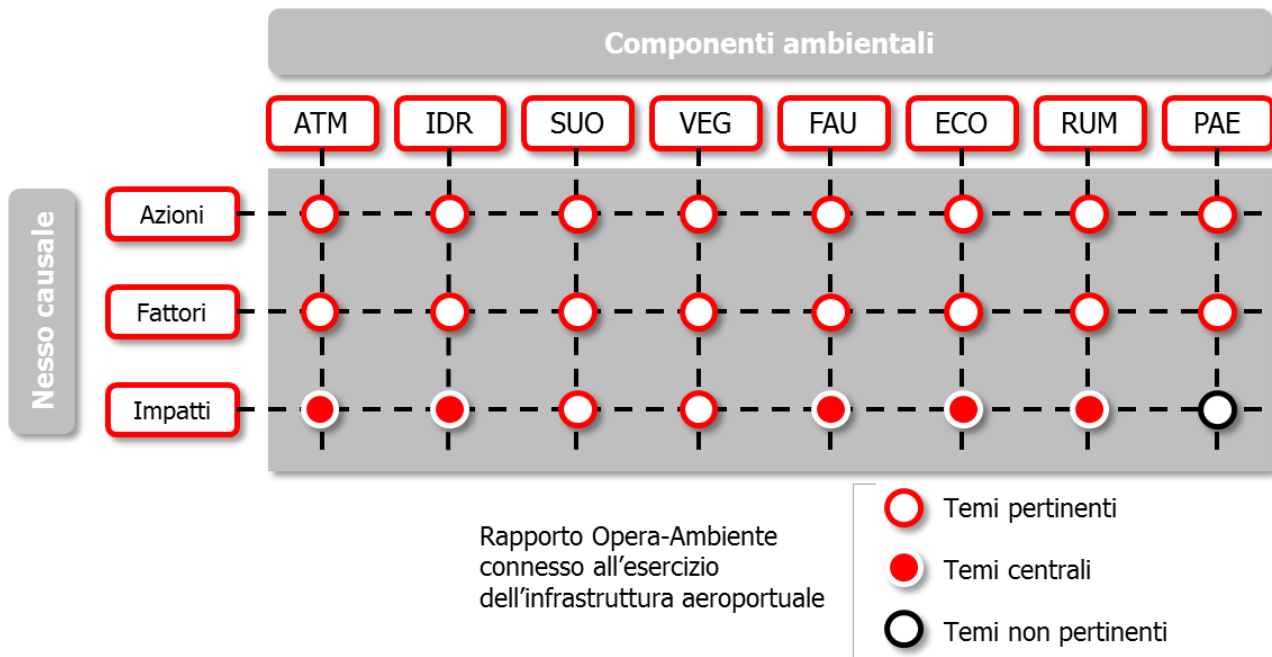 Componenti ambientali
ATM IDR SUO VEG FAU ECO RUM PAE
Nesso causale
Azioni
Fattori
Impatti
Rapporto Opera-Ambiente
connesso all'esercizio
dell'infrastruttura aeroportuale
Temi pertinenti
Temi centrali
Temi non pertinenti